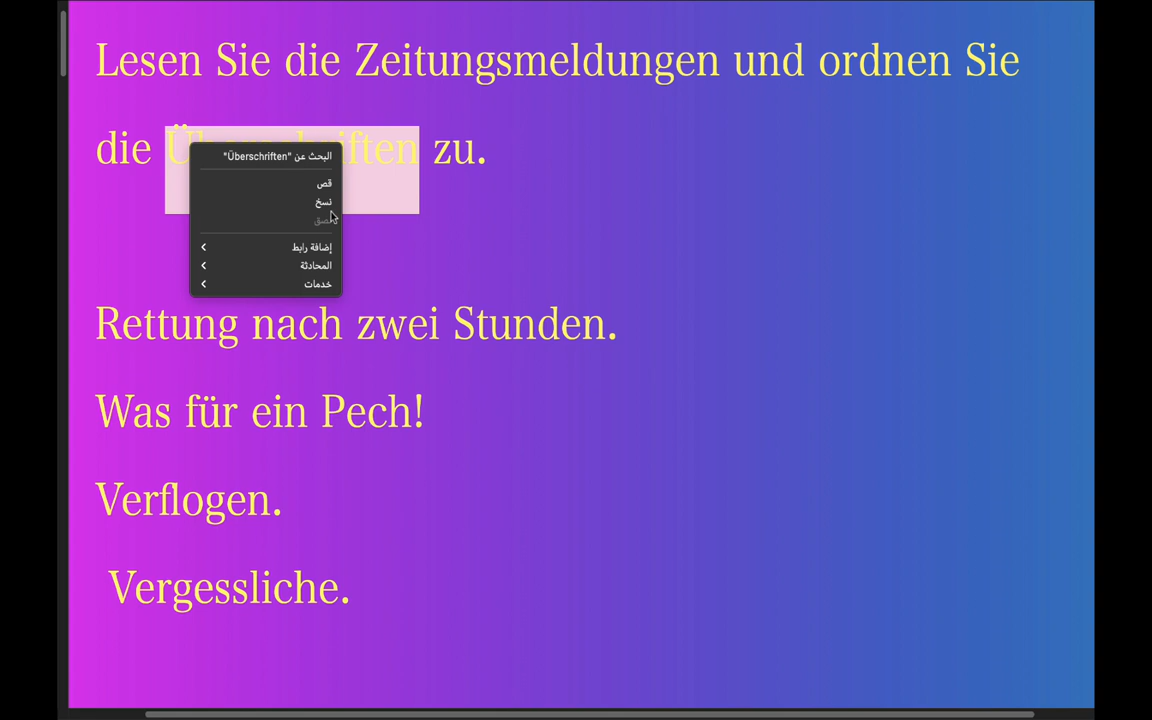 Lesen Sie die Zeitungsmeldungen und ordnen Sie
die Überschriften zu.
البحث عن "Überschriften"
قص
نسخ
لصق
إضافة رابط
المحادثة
خدمات
Rettung nach zwei Stunden.
Was für ein Pech!
Verflogen.
Vergessliche.